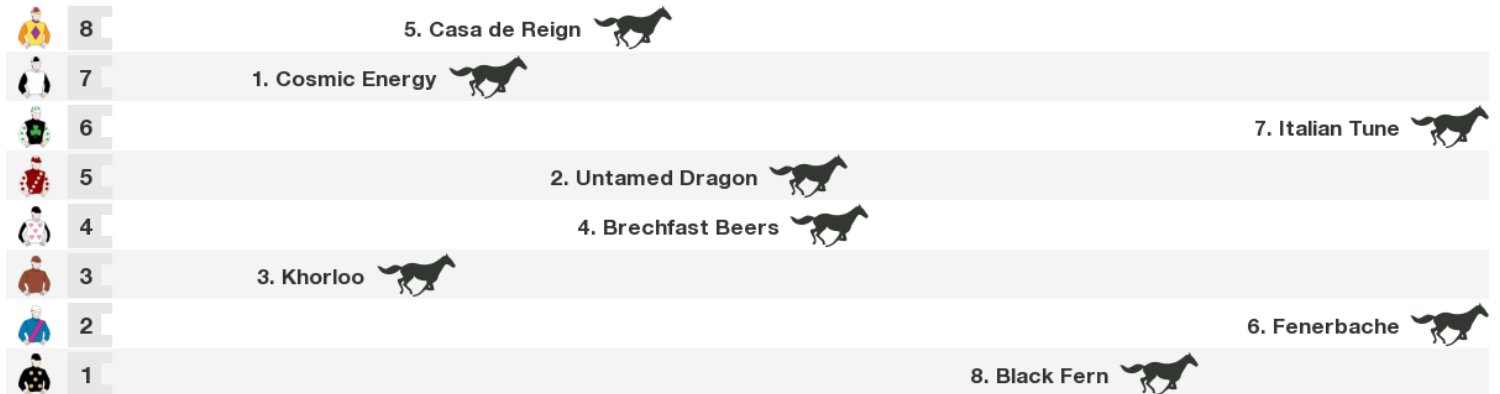 8 5. Casa de Reign
7 1. Cosmic Energy
6 7. Italian Tune
5 2. Untamed Dragon
4 4. Brechfast Beers
3 3. Khorloo
2 6. Fenerbache
1 8. Black Fern